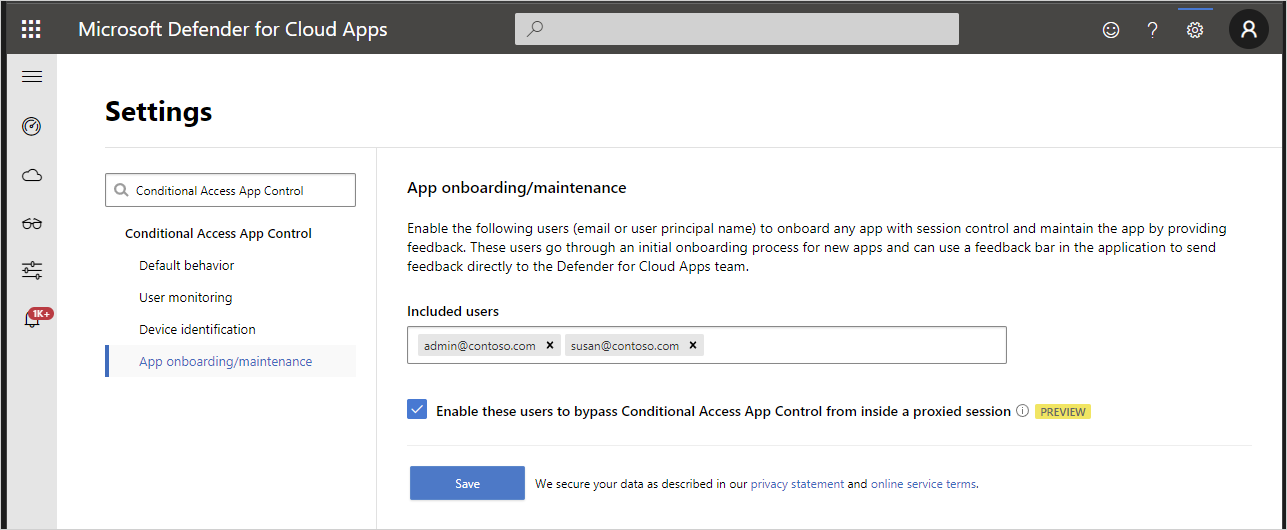 Microsoft Defender for Cloud Apps
1K+
Settings
Conditional Access App Control
Conditional Access App Control
Default behavior
User monitoring
Device identification
App onboarding/maintenance
App onboarding/maintenance
Enable the following users (email or user principal name) to onboard any app with session control and maintain the app by providing
feedback. These users go through an initial onboarding process for new apps and can use a feedback bar in the application to send
feedback directly to the Defender for Cloud Apps team.
Included users
admin@contoso.com susan@contoso.com
Enable these users to bypass Conditional Access App Control from inside a proxied session PREVIEW
Save We secure your data as described in our privacy statement and online service terms.